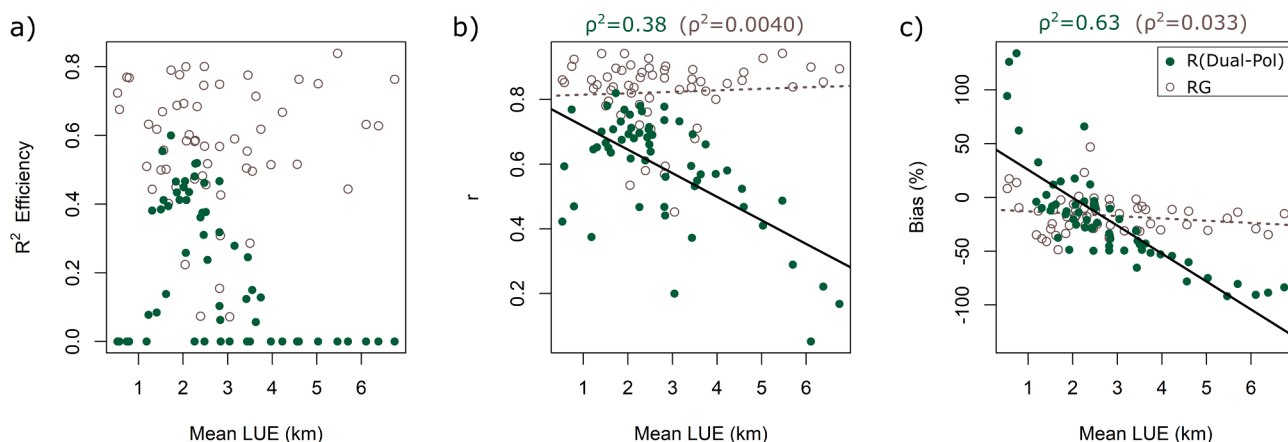 a)
R² Efficiency
0.0
0.2
0.4
0.6
0.8
1
2
3
4
5
6
Mean LUE (km)
b)
ρ²=0.38 (ρ²=0.0040)
r
0.2
0.4
0.6
0.8
1
2
3
4
5
6
Mean LUE (km)
c)
ρ²=0.63 (ρ²=0.033)
R(Dual-Pol)
RG
Bias (%)
-100
-50
0
50
100
1
2
3
4
5
6
Mean LUE (km)